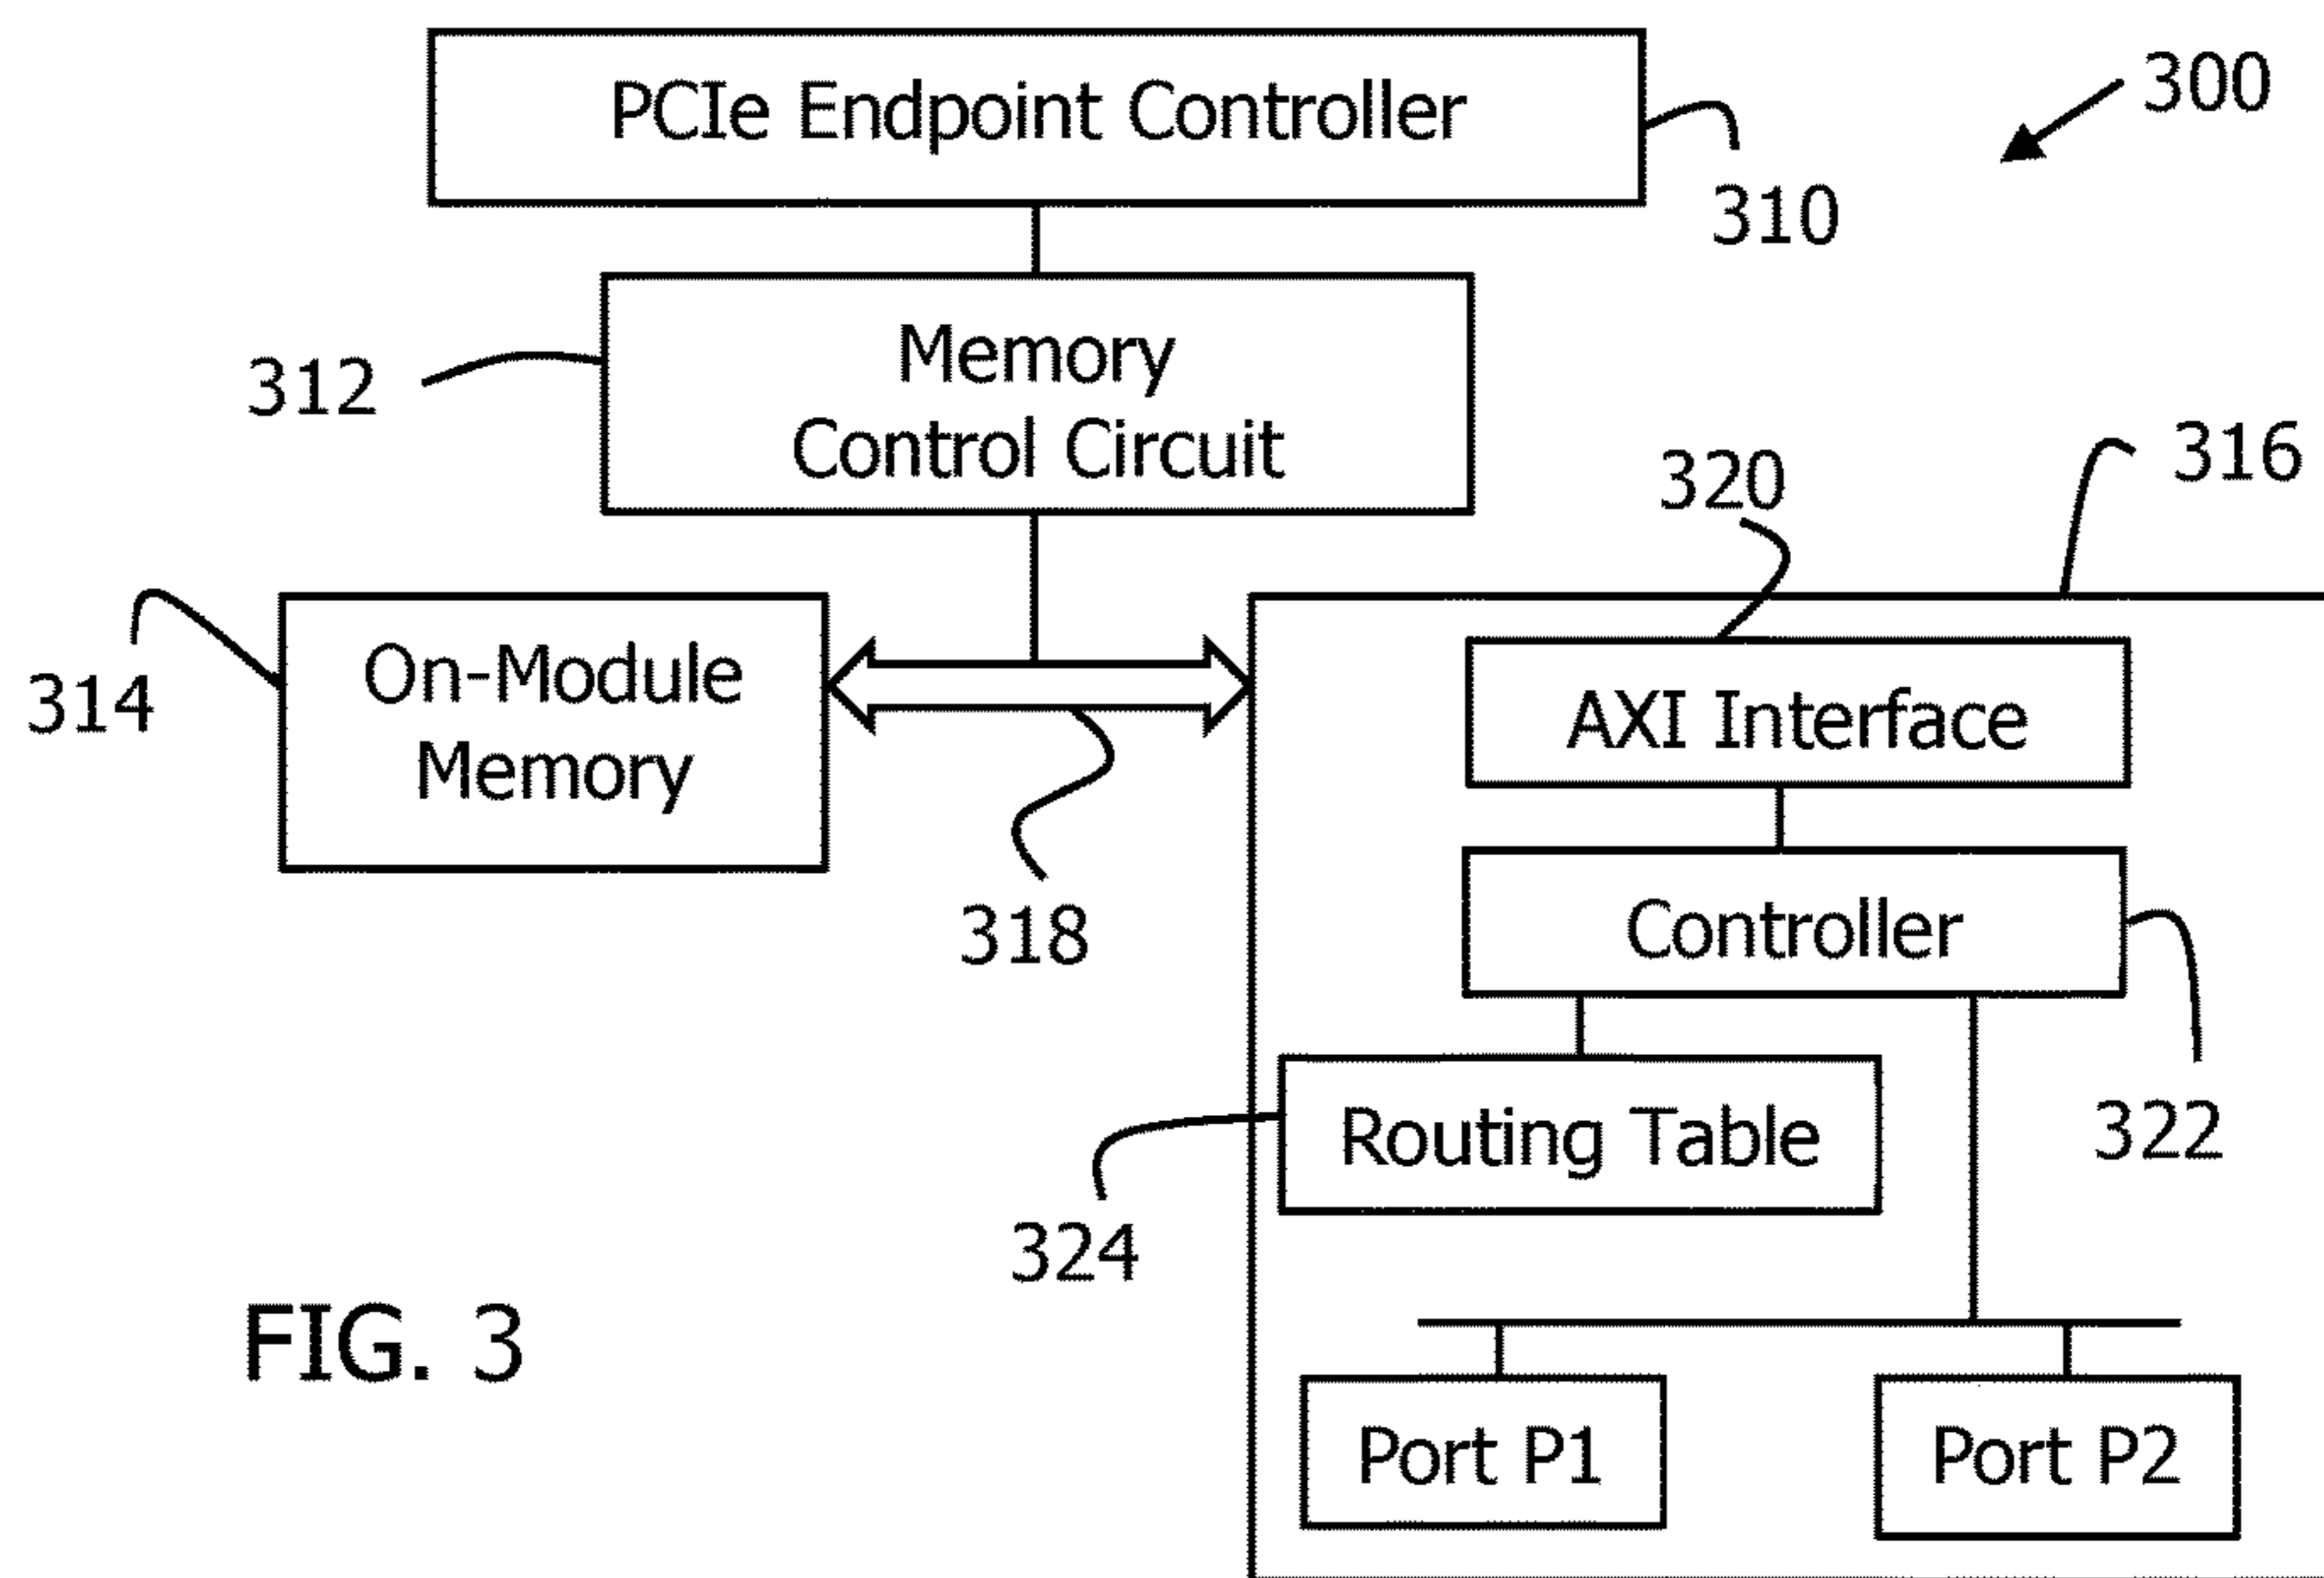 PCIe Endpoint Controller
300
310
Memory
Control Circuit
312
316
320
On-Module
Memory
314
AXI Interface
318
Controller
322
Routing Table
324
FIG. 3
Port P1
Port P2